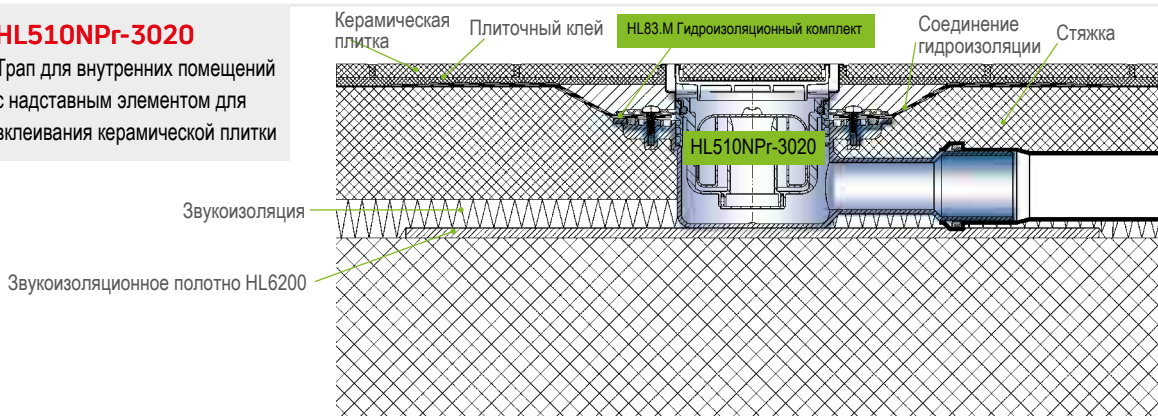 HL510NPr-3020
Трап для внутренних помещений
с надставным элементом для
вклеивания керамической плитки
Керамическая
плитка
Плиточный клей
HL83.M Гидроизоляционный комплект
Соединение
гидроизоляции
Стяжка
HL510NPr-3020
Звукоизоляция
Звукоизоляционное полотно HL6200